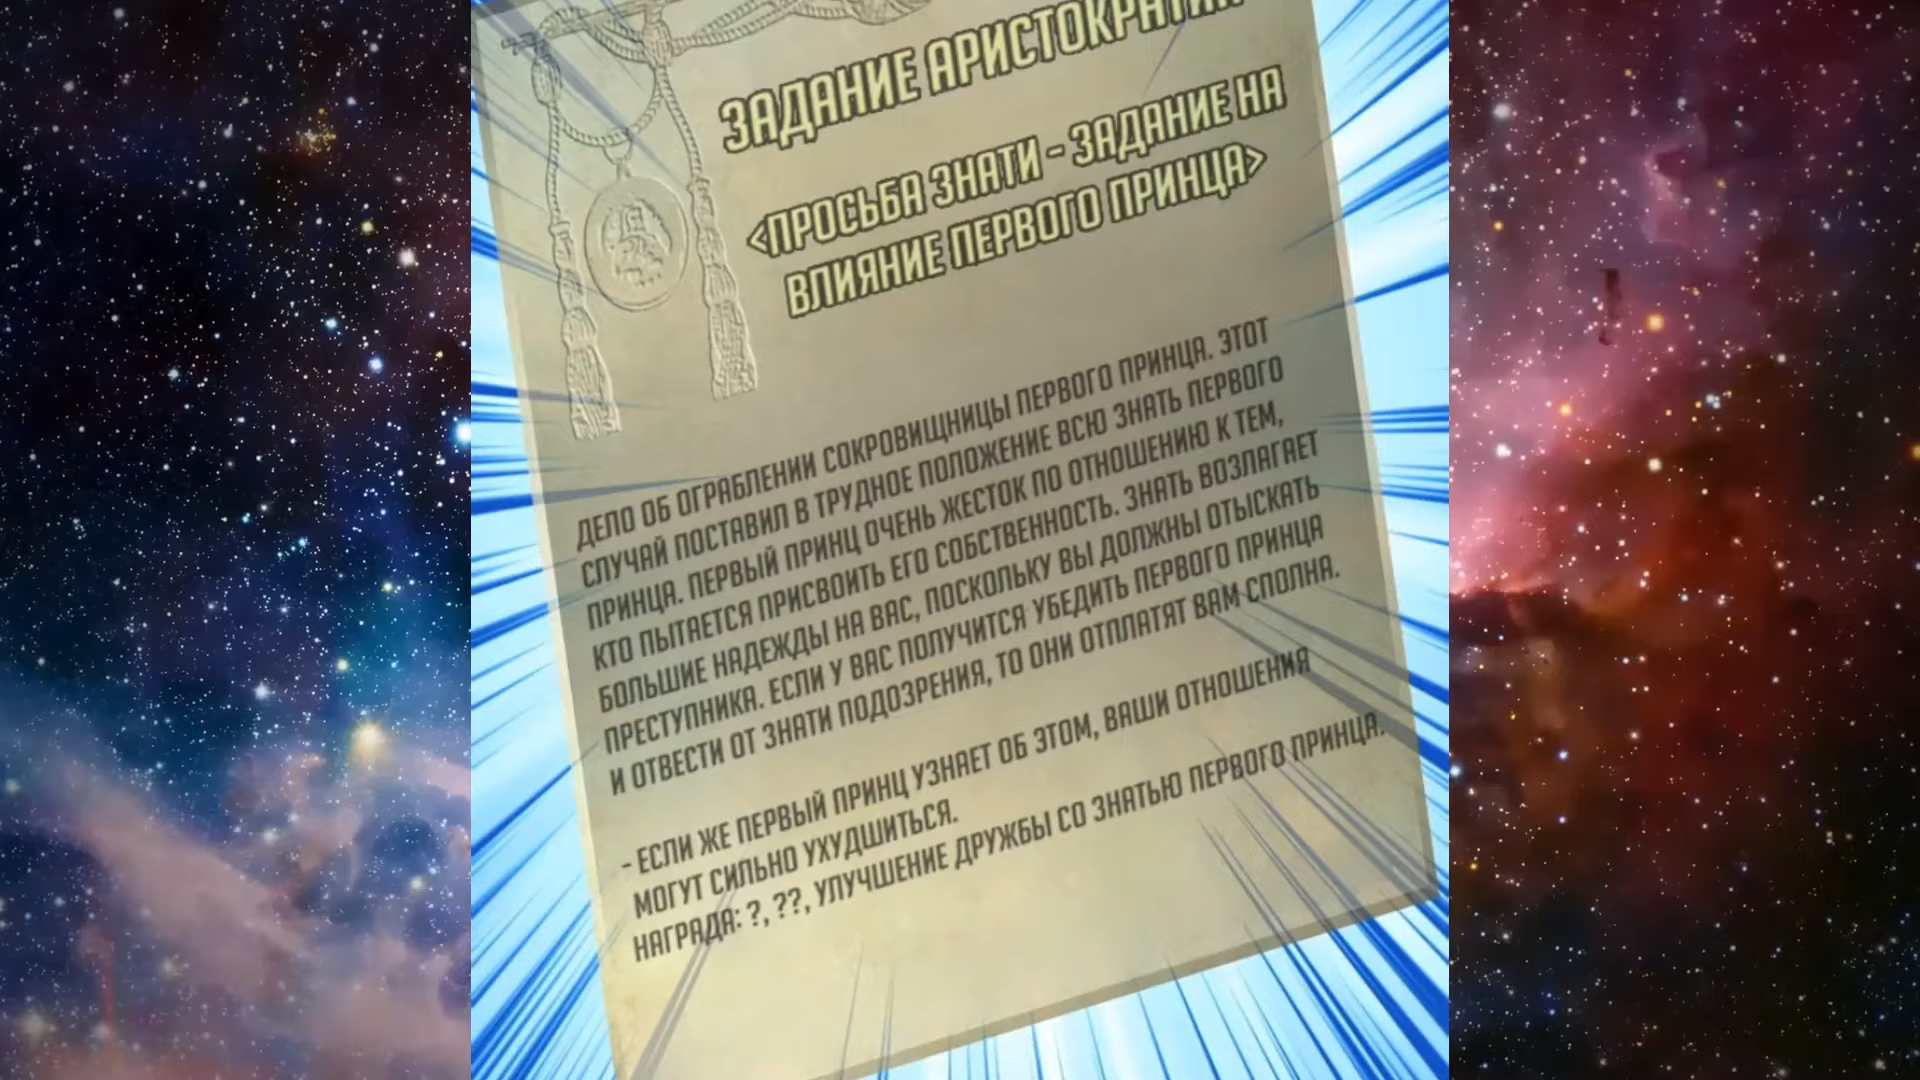 ЗАДАНИЕ АРИСТОКРАТИИ
<ПРОСЬБА ЗНАТИ - ЗАДАНИЕ НА
ВЛИЯНИЕ ПЕРВОГО ПРИНЦА>
ДЕЛО ОБ ОГРАБЛЕНИИ СОКРОВИЩНИЦЫ ПЕРВОГО ПРИНЦА. ЭТОТ
СЛУЧАЙ ПОСТАВИЛ В ТРУДНОЕ ПОЛОЖЕНИЕ ВСЮ ЗНАТЬ ПЕРВОГО
ПРИНЦА. ПЕРВЫЙ ПРИНЦ ОЧЕНЬ ЖЕСТОК ПО ОТНОШЕНИЮ К ТЕМ,
КТО ПЫТАЕТСЯ ПРИСВОИТЬ ЕГО СОБСТВЕННОСТЬ. ЗНАТЬ ВОЗЛАГАЕТ
БОЛЬШИЕ НАДЕЖДЫ НА ВАС, ПОСКОЛЬКУ ВЫ ДОЛЖНЫ ОТЫСКАТЬ
ПРЕСТУПНИКА. ЕСЛИ У ВАС ПОЛУЧИТСЯ УБЕДИТЬ ПЕРВОГО ПРИНЦА
И ОТВЕСТИ ОТ ЗНАТИ ПОДОЗРЕНИЯ, ТО ОНИ ОТПЛАТЯТ ВАМ СПОЛНА.
- ЕСЛИ ЖЕ ПЕРВЫЙ ПРИНЦ УЗНАЕТ ОБ ЭТОМ, ВАШИ ОТНОШЕНИЯ
МОГУТ СИЛЬНО УХУДШИТЬСЯ.
НАГРАДА: ?, ??, УЛУЧШЕНИЕ ДРУЖБЫ СО ЗНАТЬЮ ПЕРВОГО ПРИНЦА.